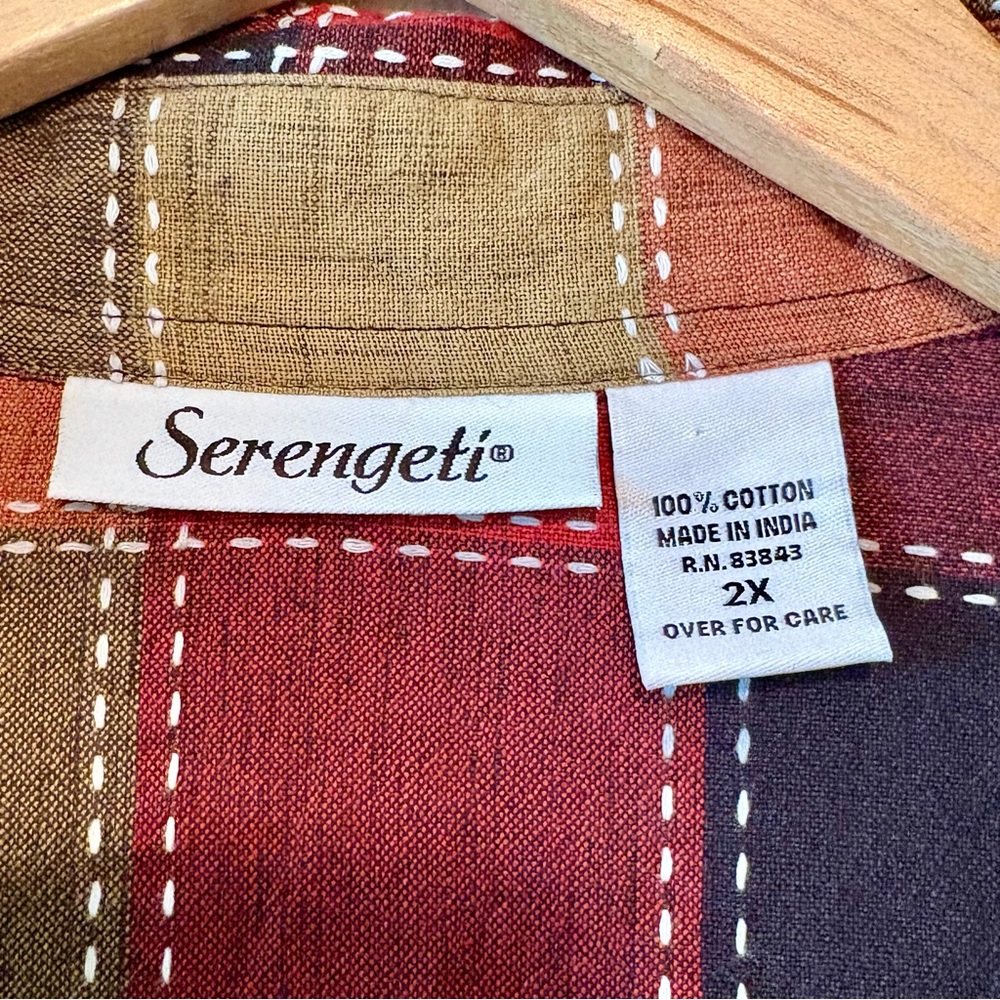 Serengeti®
100% COTTON
MADE IN INDIA
R.N. 83843
2X
OVER FOR CARE